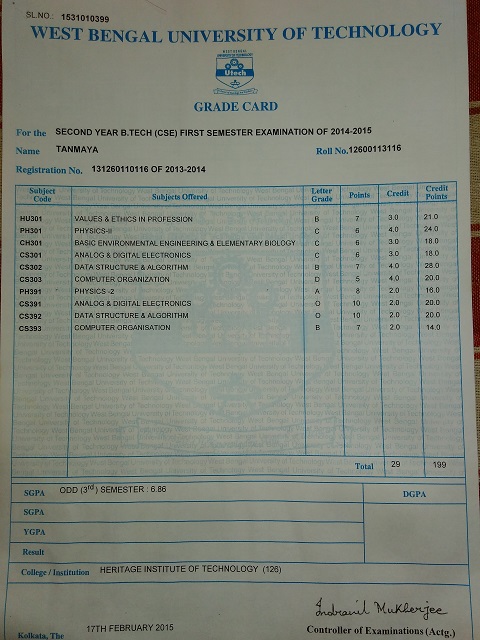 SL.NO.: 1531010399
WEST BENGAL UNIVERSITY OF TECHNOLOGY
Utech
GRADE CARD
For the SECOND YEAR B.TECH (CSE) FIRST SEMESTER EXAMINATION OF 2014-2015
Name TANMAYA Roll No.12600113116
Registration No. 131260110116 OF 2013-2014
Subject Code Subjects Offered Letter Grade Points Credit Credit Points
HU301 VALUES & ETHICS IN PROFESSION B 7 3.0 21.0
PH301 PHYSICS-II C 6 4.0 24.0
CH301 BASIC ENVIRONMENTAL ENGINEERING & ELEMENTARY BIOLOGY C 6 3.0 18.0
CS301 ANALOG & DIGITAL ELECTRONICS C 6 3.0 18.0
CS302 DATA STRUCTURE & ALGORITHM B 7 4.0 28.0
CS303 COMPUTER ORGANIZATION D 5 4.0 20.0
PH391 PHYSICS -2 A 8 2.0 16.0
CS391 ANALOG & DIGITAL ELECTRONICS O 10 2.0 20.0
CS392 DATA STRUCTURE & ALGORITHM O 10 2.0 20.0
CS393 COMPUTER ORGANISATION B 7 2.0 14.0
Total 29 199
SGPA ODD (3rd) SEMESTER : 6.86 DGPA
SGPA
YGPA
Result
College / Institution HERITAGE INSTITUTE OF TECHNOLOGY (126)
Indranil Mukherjee
Kolkata, The 17TH FEBRUARY 2015 Controller of Examinations (Actg.)